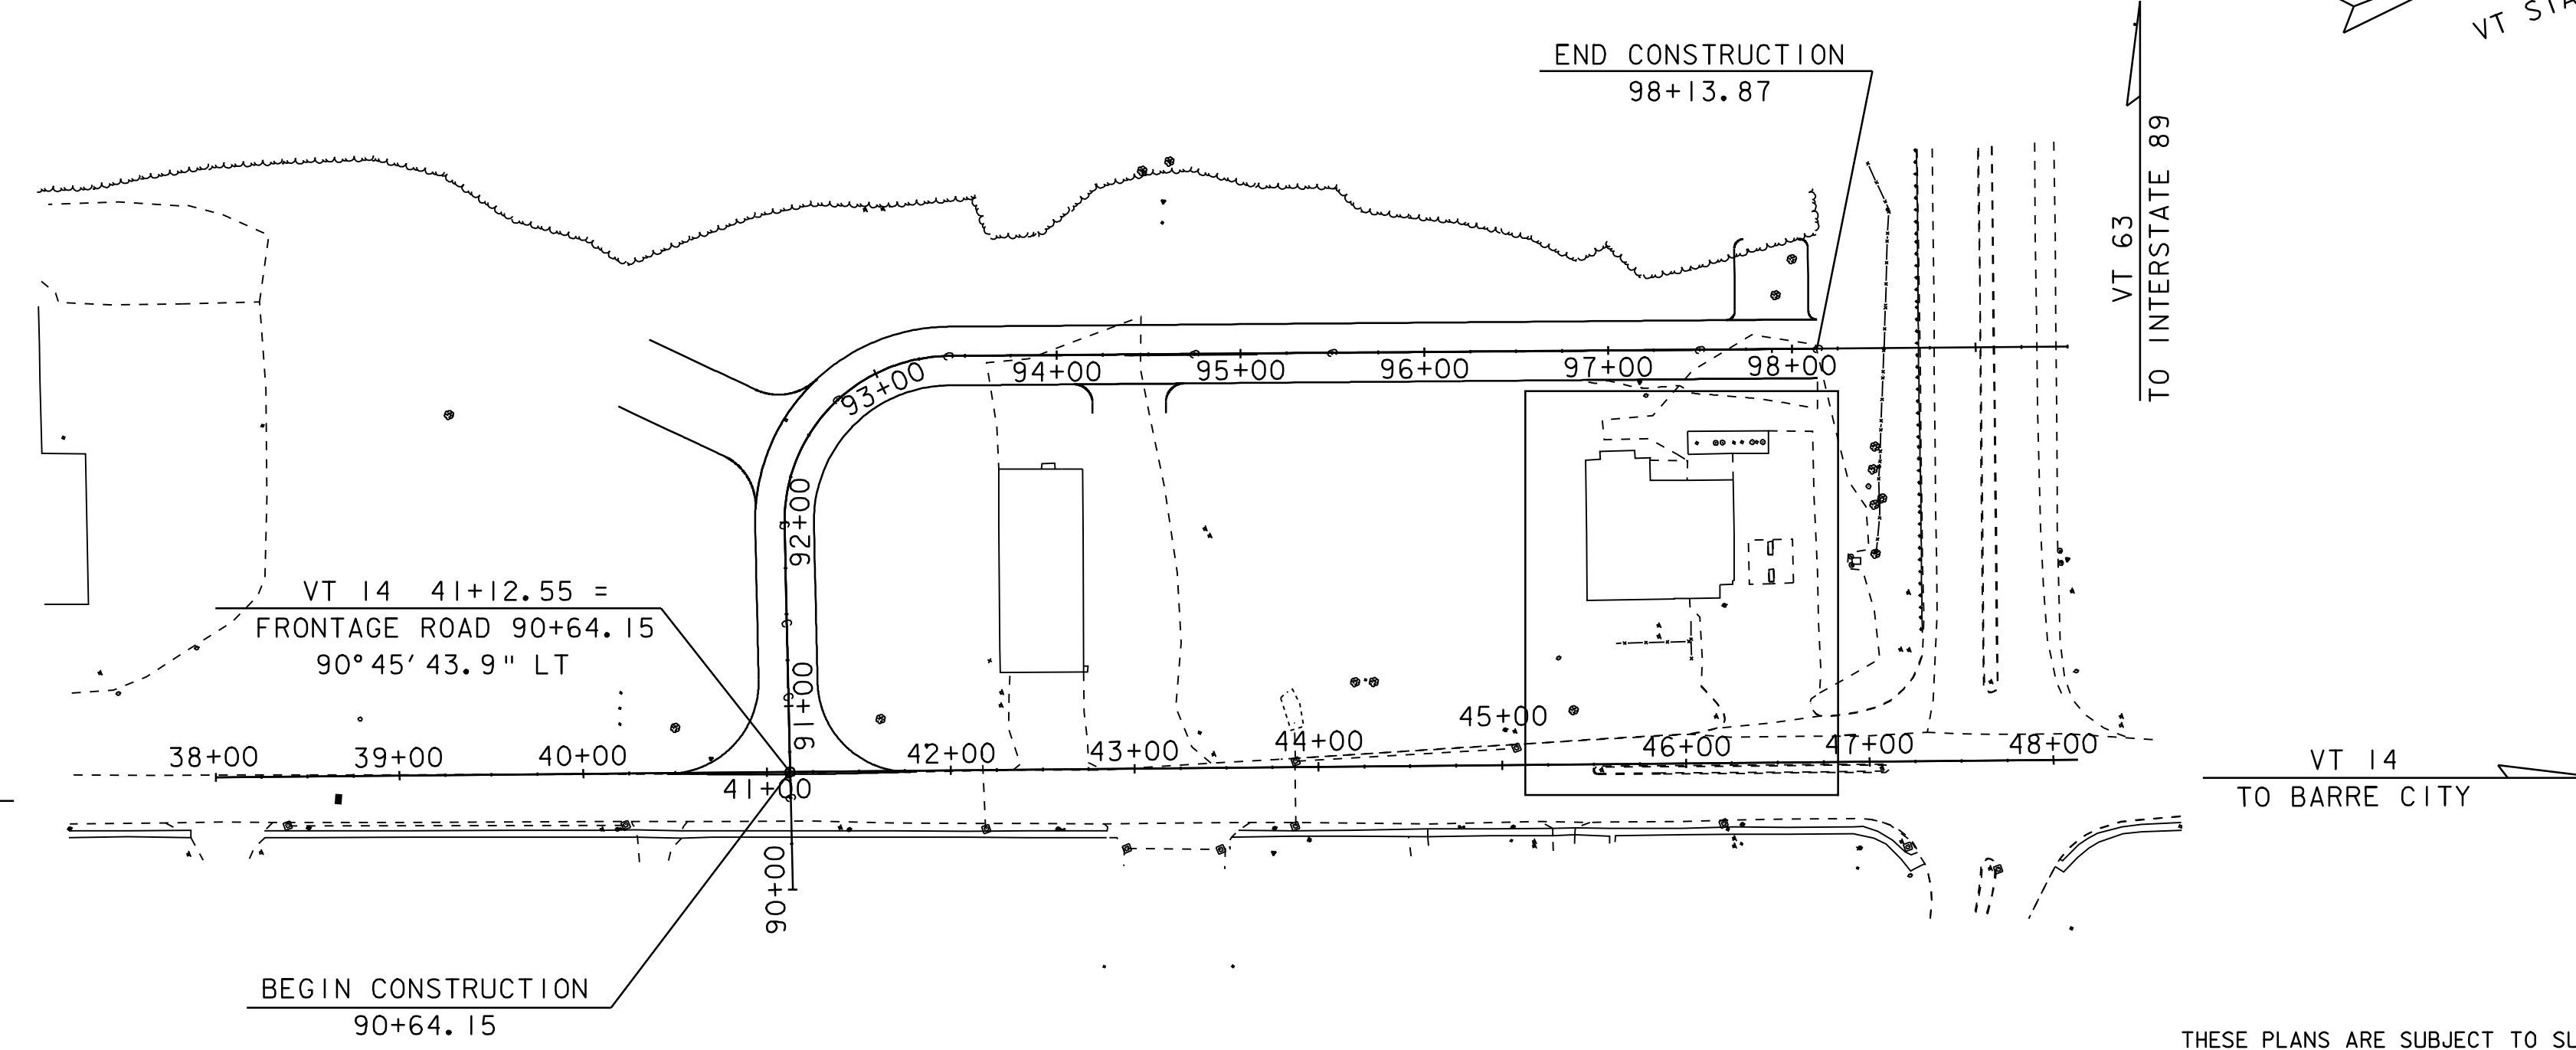 VT STA
END CONSTRUCTION
98+13.87
VT 63
TO INTERSTATE 89
93+00
94+00
95+00
96+00
97+00
98+00
92+00
91+00
90+00
VT 14 41+12.55 =
FRONTAGE ROAD 90+64.15
90°45'43.9" LT
38+00
39+00
40+00
41+00
42+00
43+00
44+00
45+00
46+00
47+00
48+00
VT 14
TO BARRE CITY
BEGIN CONSTRUCTION
90+64.15
THESE PLANS ARE SUBJECT TO SU